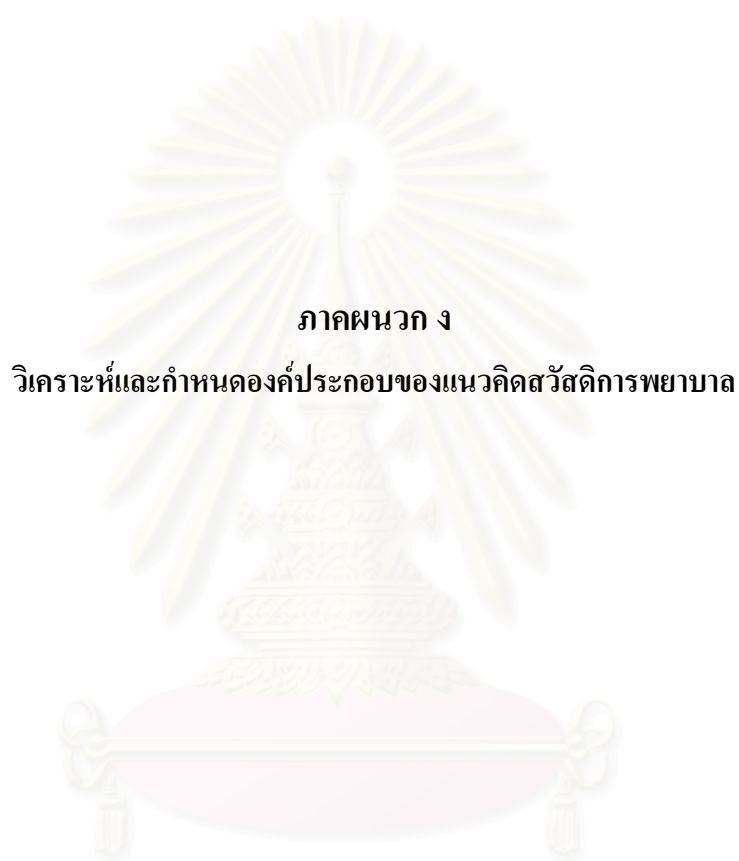 ภาคผนวก ง
วิเคราะห์และกำหนดองค์ประกอบของแนวคิดสวัสดิการพยาบาล